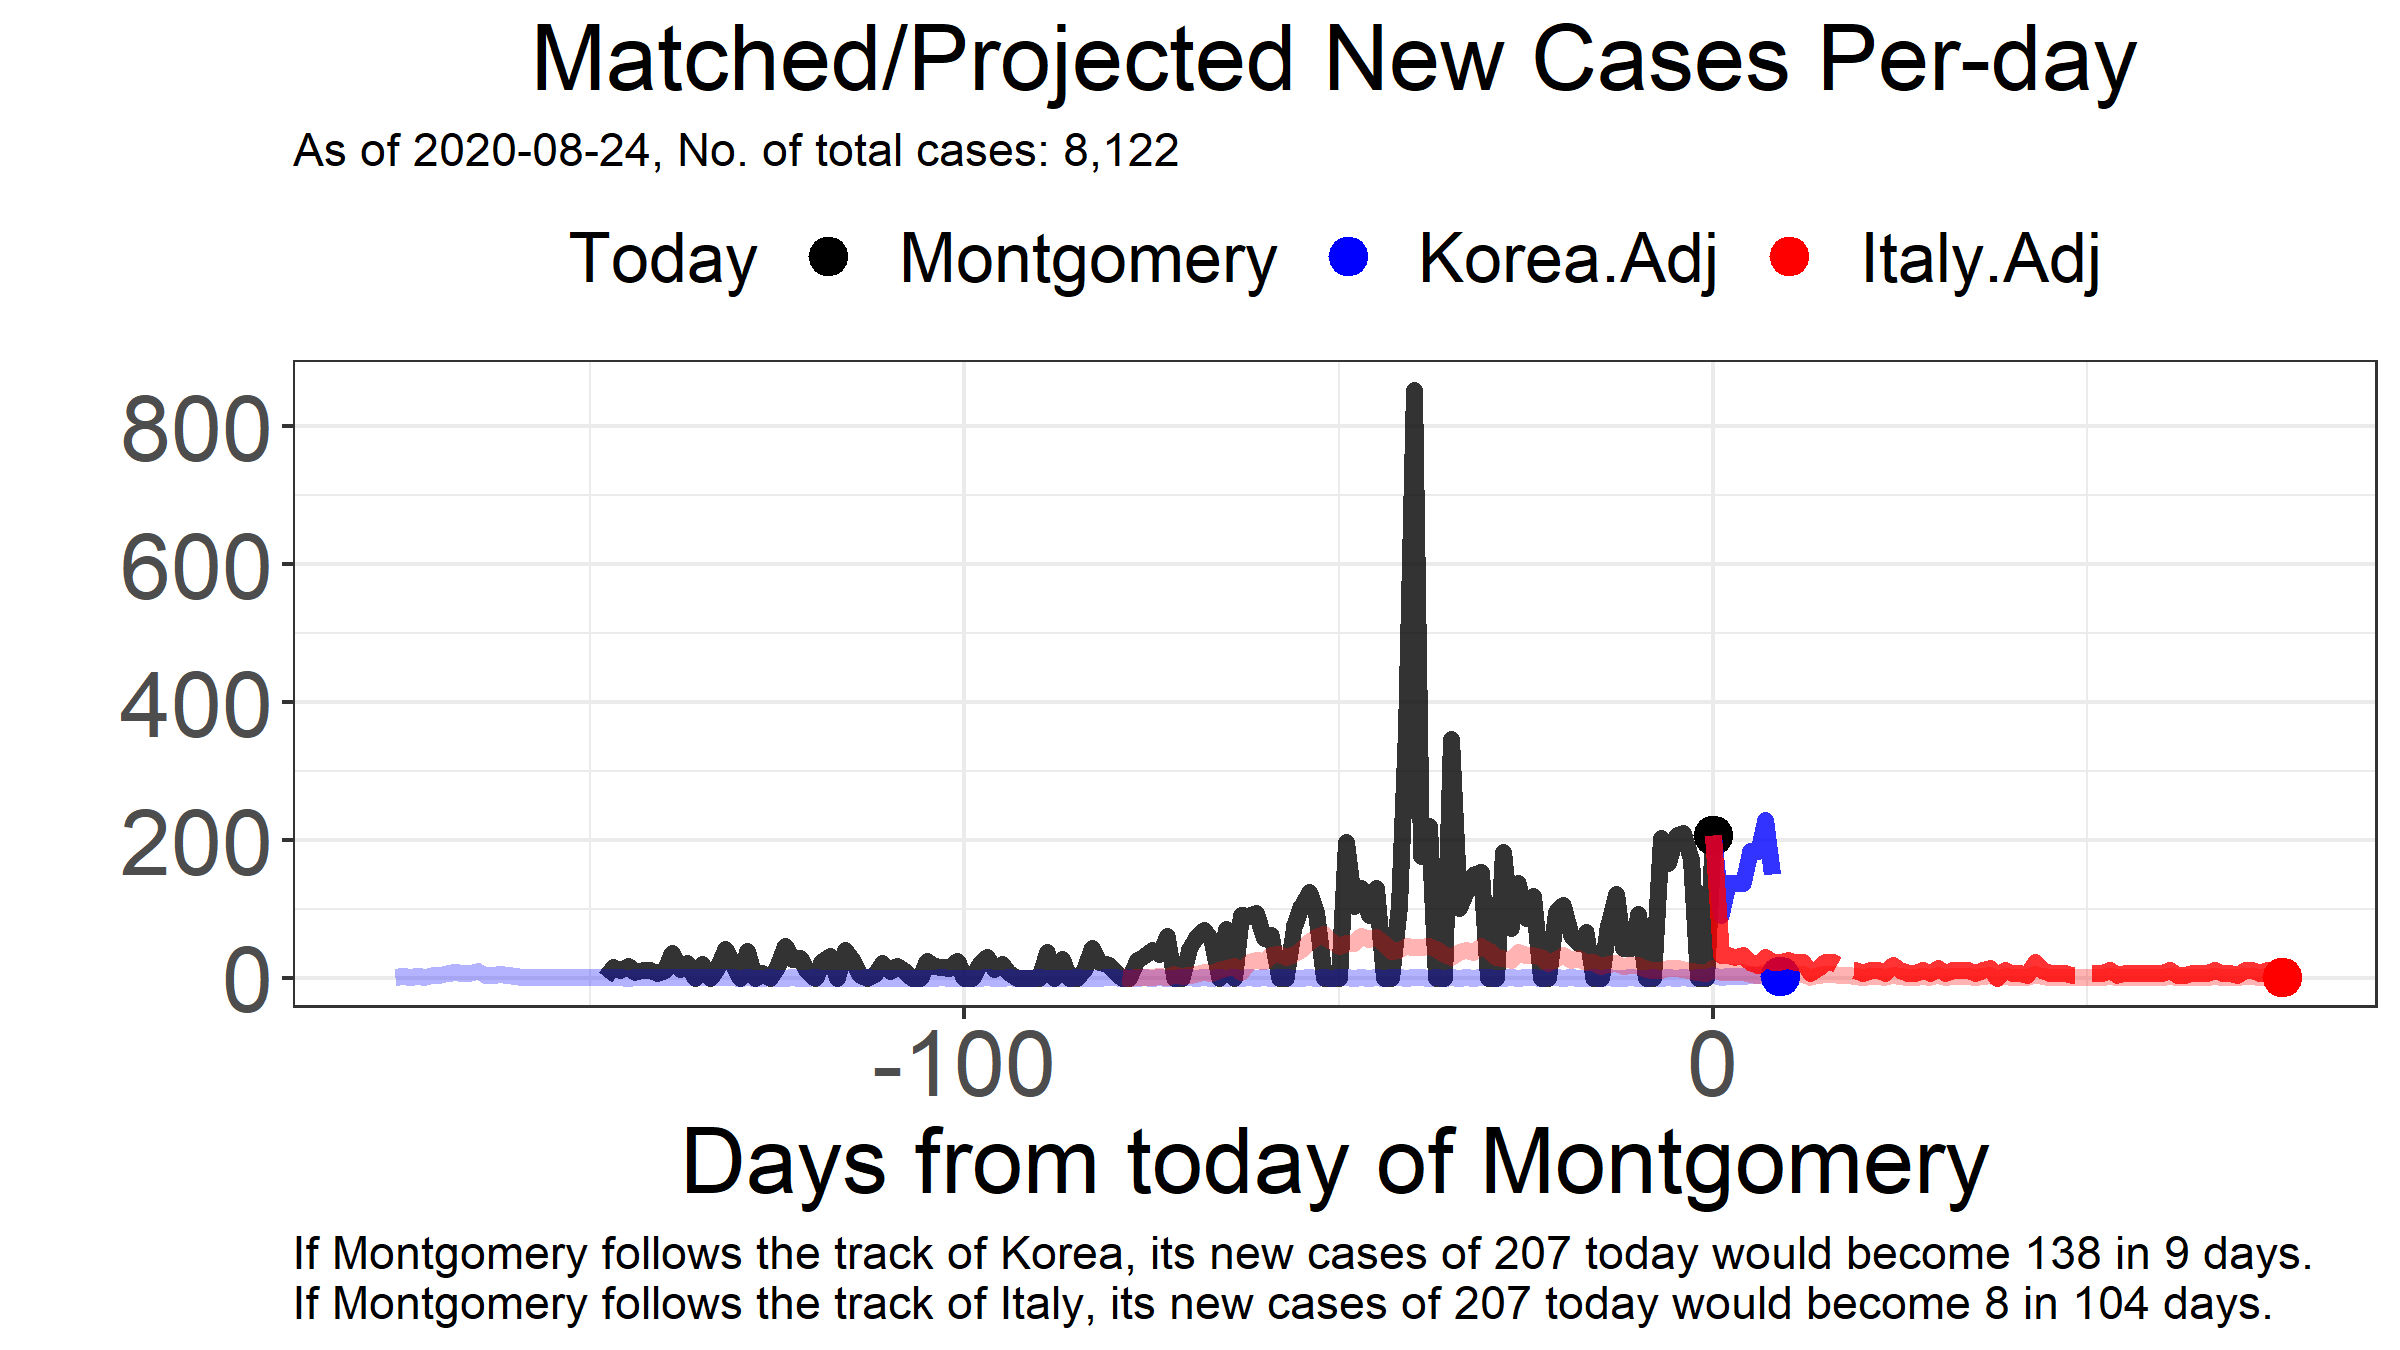 Matched/Projected New Cases Per-day
As of 2020-08-24, No. of total cases: 8,122
Today Montgomery Korea.Adj Italy.Adj
800
600
400
200
0
-100 0
Days from today of Montgomery
If Montgomery follows the track of Korea, its new cases of 207 today would become 138 in 9 days.
If Montgomery follows the track of Italy, its new cases of 207 today would become 8 in 104 days.